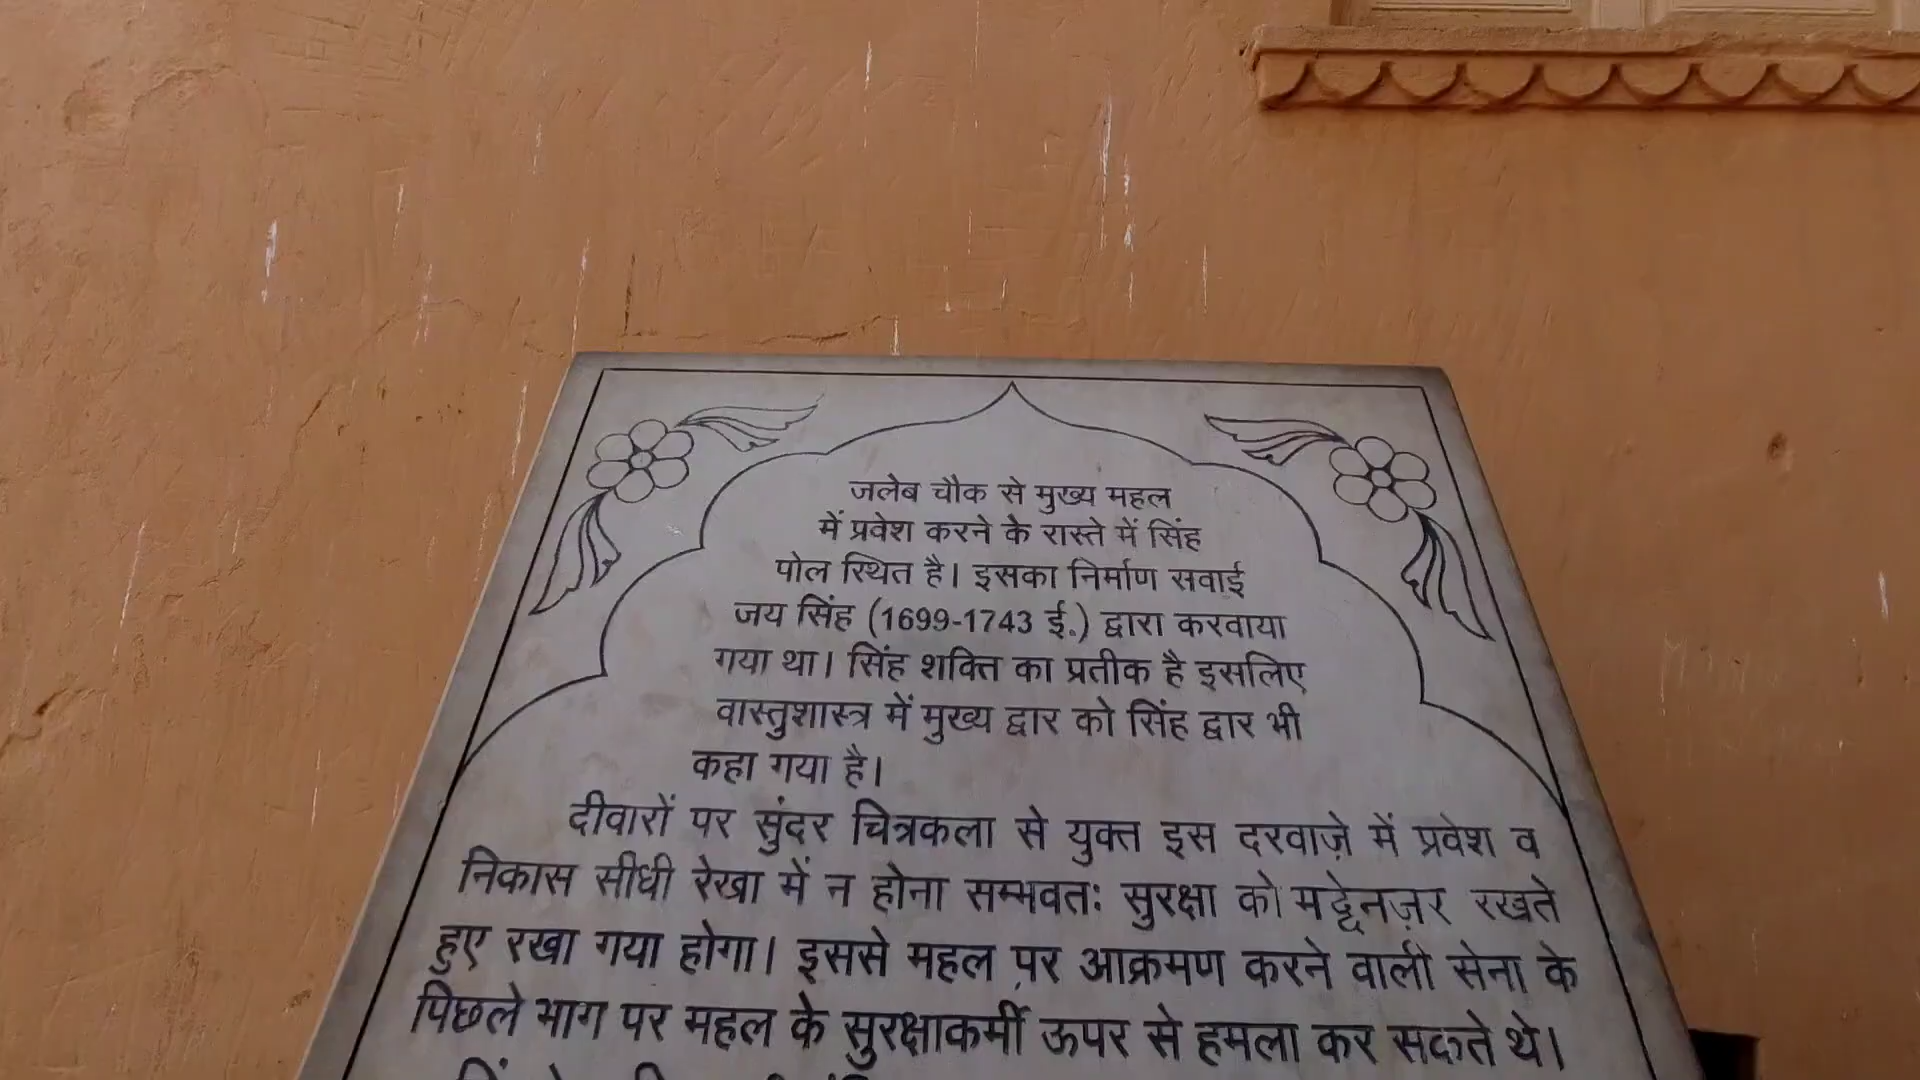 जलेब चौक से मुख्य महल
में प्रवेश करने के रास्ते में सिंह
पोल स्थित है। इसका निर्माण सवाई
जय सिंह (1699-1743 ई.) द्वारा करवाया
गया था। सिंह शक्ति का प्रतीक है इसलिए
वास्तुशास्त्र में मुख्य द्वार को सिंह द्वार भी
कहा गया है।
दीवारों पर सुंदर चित्रकला से युक्त इस दरवाज़े में प्रवेश व
निकास सीधी रेखा में न होना सम्भवतः सुरक्षा को मद्देनज़र रखते
हुए रखा गया होगा। इससे महल पर आक्रमण करने वाली सेना के
पिछले भाग पर महल के सुरक्षाकर्मी ऊपर से हमला कर सकते थे।